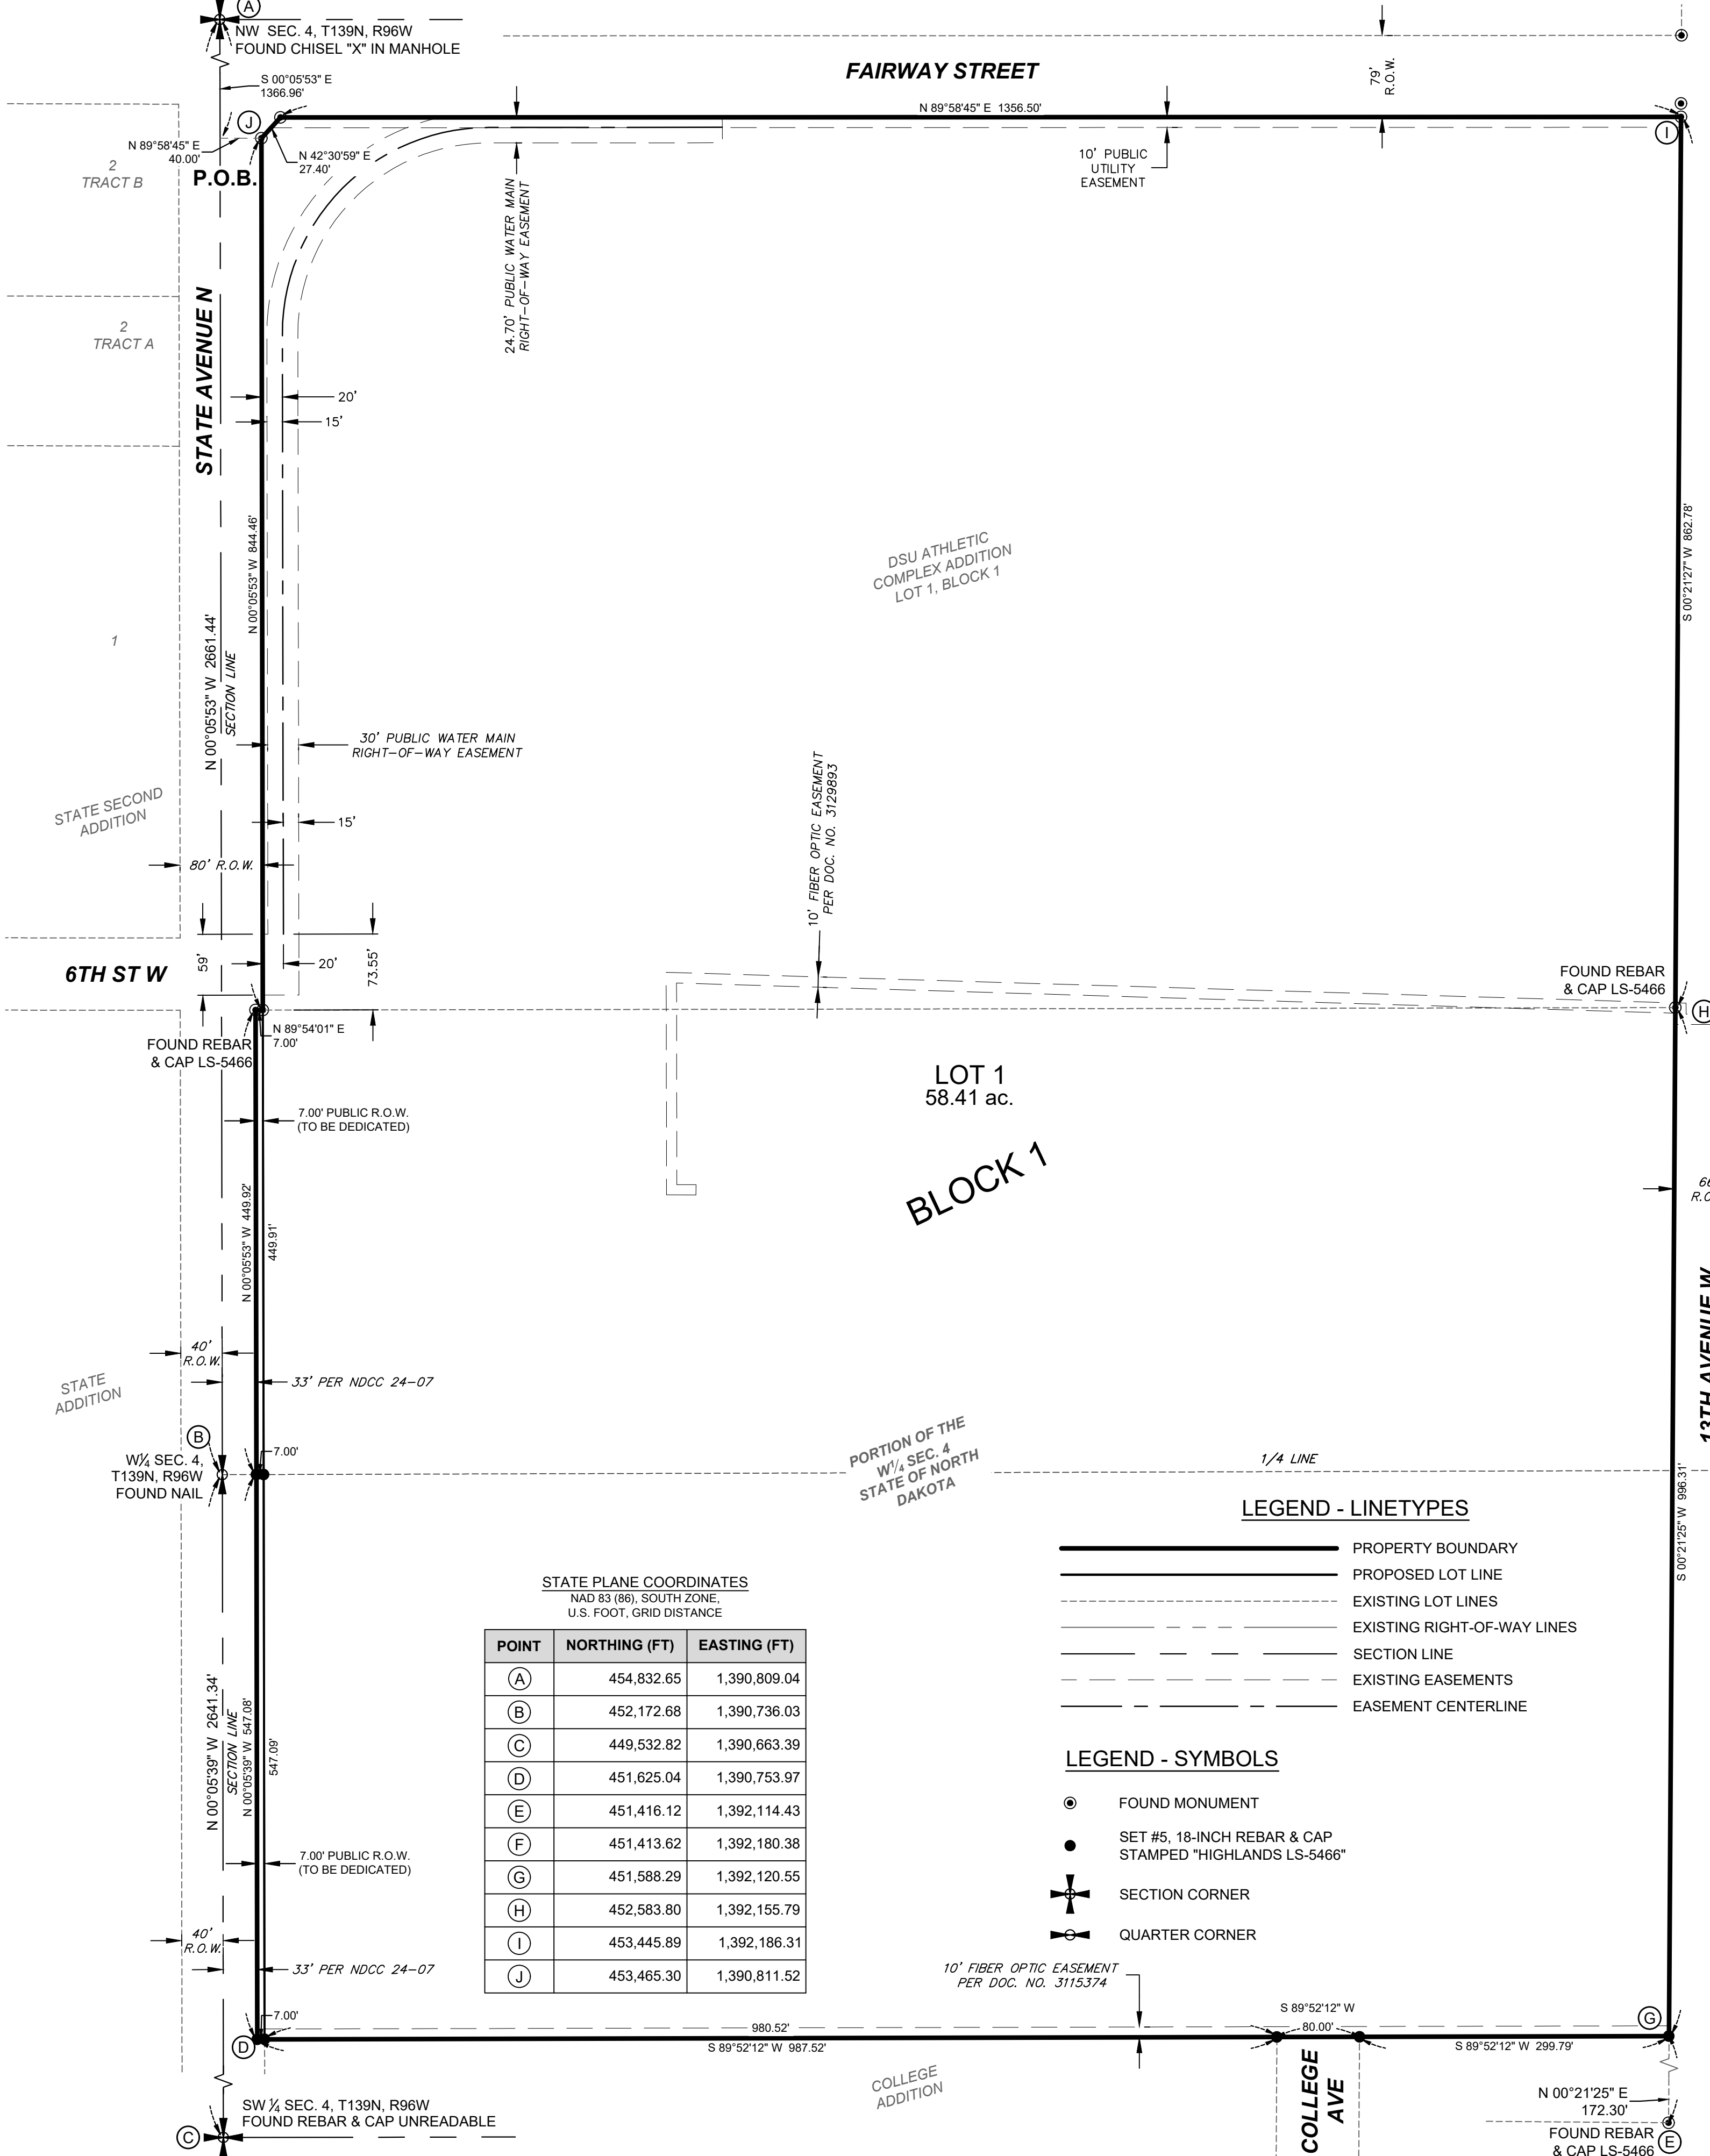 A
NW  SEC. 4, T139N, R96W
FOUND CHISEL "X" IN MANHOLE
S 00°05'53" E
1366.96'
FAIRWAY STREET
79'
R.O.W.
N 89°58'45" E  1356.50'
J
I
N 89°58'45" E
40.00'
N 42°30'59" E
27.40'
P.O.B.
2
TRACT B
10' PUBLIC
UTILITY
EASEMENT
24.70' PUBLIC WATER MAIN
RIGHT-OF-WAY EASEMENT
2
TRACT A
STATE AVENUE N
20'
15'
N 00°05'53" W  844.46'
S 00°21'27" W  862.78'
DSU ATHLETIC
COMPLEX ADDITION
LOT 1, BLOCK 1
1
N 00°05'53" W  2661.44'
SECTION LINE
30' PUBLIC WATER MAIN
RIGHT-OF-WAY EASEMENT
STATE SECOND
ADDITION
15'
80' R.O.W.
10' FIBER OPTIC EASEMENT
PER DOC. NO. 3129893
6TH ST W
59'
20'
73.55'
FOUND REBAR
& CAP LS-5466
H
N 89°54'01" E
7.00'
FOUND REBAR
& CAP LS-5466
LOT 1
58.41 ac.
7.00' PUBLIC R.O.W.
(TO BE DEDICATED)
BLOCK 1
N 00°05'53" W  449.92'
449.91'
13TH AVENUE W
40'
R.O.W.
33' PER NDCC 24-07
STATE
ADDITION
B
7.00'
W¼ SEC. 4,
T139N, R96W
FOUND NAIL
PORTION OF THE
W¼ SEC. 4
STATE OF NORTH
DAKOTA
1/4 LINE
S 00°21'25" W  996.31'
LEGEND - LINETYPES
PROPERTY BOUNDARY
PROPOSED LOT LINE
EXISTING LOT LINES
EXISTING RIGHT-OF-WAY LINES
SECTION LINE
EXISTING EASEMENTS
EASEMENT CENTERLINE
STATE PLANE COORDINATES
NAD 83 (86), SOUTH ZONE,
U.S. FOOT, GRID DISTANCE
POINT NORTHING (FT) EASTING (FT)
A 454,832.65 1,390,809.04
B 452,172.68 1,390,736.03
C 449,532.82 1,390,663.39
D 451,625.04 1,390,753.97
E 451,416.12 1,392,114.43
F 451,413.62 1,392,180.38
G 451,588.29 1,392,120.55
H 452,583.80 1,392,155.79
I 453,445.89 1,392,186.31
J 453,465.30 1,390,811.52
LEGEND - SYMBOLS
FOUND MONUMENT
SET #5, 18-INCH REBAR & CAP
STAMPED "HIGHLANDS LS-5466"
SECTION CORNER
QUARTER CORNER
N 00°05'39" W  2641.34'
SECTION LINE
N 00°05'39" W  547.08'
547.09'
7.00' PUBLIC R.O.W.
(TO BE DEDICATED)
40'
R.O.W.
33' PER NDCC 24-07
10' FIBER OPTIC EASEMENT
PER DOC. NO. 3115374
7.00'
D
980.52'
S 89°52'12" W  987.52'
S 89°52'12" W
80.00'
S 89°52'12" W  299.79'
G
COLLEGE
ADDITION
COLLEGE
AVE
N 00°21'25" E
172.30'
SW ¼ SEC. 4, T139N, R96W
FOUND REBAR & CAP UNREADABLE
C
FOUND REBAR
& CAP LS-5466
E